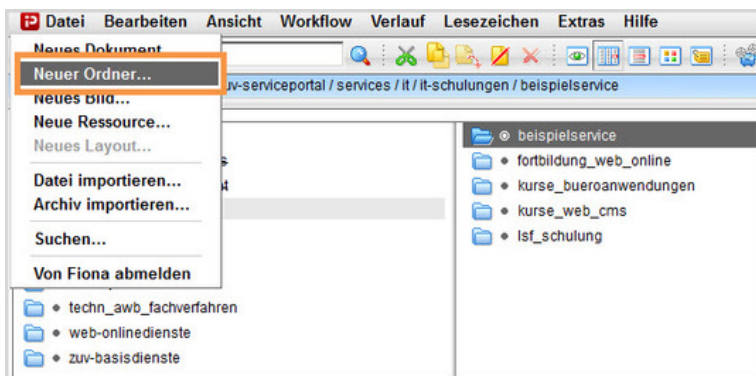 Datei Bearbeiten Ansicht Workflow Verlauf Lesezeichen Extras Hilfe
Neues Dokument
Neuer Ordner...
uv-serviceportal / services / it / it-schulungen / beispielservice
Neues Bild...
Neue Ressource...
Neues Layout...
Datei importieren...
Archiv importieren...
Suchen...
Von Fiona abmelden
techn_awb_fachverfahren
web-onlinedienste
zuv-basisdienste
beispielservice
fortbildung_web_online
kurse_bueroanwendungen
kurse_web_cms
lsf_schulung